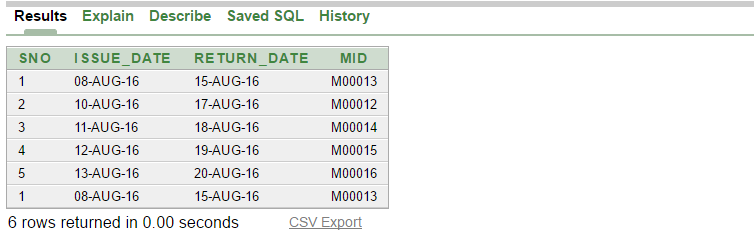 Results Explain Describe Saved SQL History
SNO ISSUE_DATE RETURN_DATE MID
1 08-AUG-16 15-AUG-16 M00013
2 10-AUG-16 17-AUG-16 M00012
3 11-AUG-16 18-AUG-16 M00014
4 12-AUG-16 19-AUG-16 M00015
5 13-AUG-16 20-AUG-16 M00016
1 08-AUG-16 15-AUG-16 M00013
6 rows returned in 0.00 seconds CSV Export